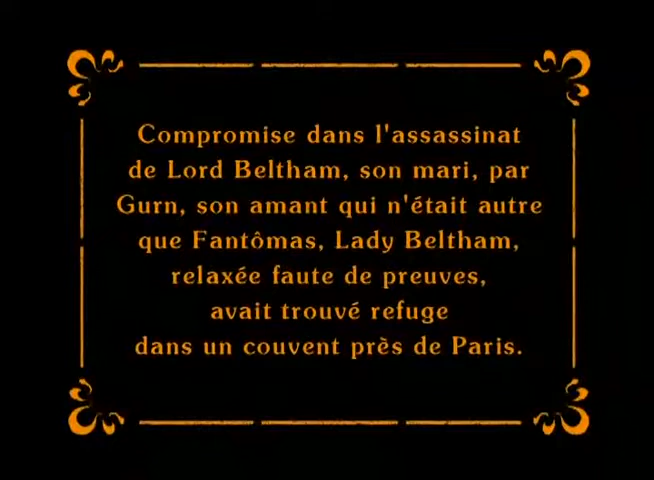 Compromise dans l'assassinat
de Lord Beltham, son mari, par
Gurn, son amant qui n'était autre
que Fantômas, Lady Beltham,
relaxée faute de preuves,
avait trouvé refuge
dans un couvent près de Paris.